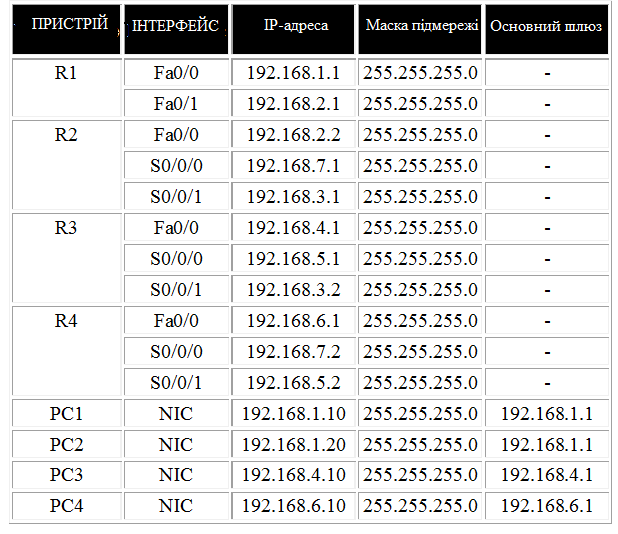 ПРИСТРІЙ ІНТЕРФЕЙС IP-адреса Маска підмережі Основний шлюз
R1 Fa0/0 192.168.1.1 255.255.255.0 -
Fa0/1 192.168.2.1 255.255.255.0 -
R2 Fa0/0 192.168.2.2 255.255.255.0 -
S0/0/0 192.168.7.1 255.255.255.0 -
S0/0/1 192.168.3.1 255.255.255.0 -
R3 Fa0/0 192.168.4.1 255.255.255.0 -
S0/0/0 192.168.5.1 255.255.255.0 -
S0/0/1 192.168.3.2 255.255.255.0 -
R4 Fa0/0 192.168.6.1 255.255.255.0 -
S0/0/0 192.168.7.2 255.255.255.0 -
S0/0/1 192.168.5.2 255.255.255.0 -
PC1 NIC 192.168.1.10 255.255.255.0 192.168.1.1
PC2 NIC 192.168.1.20 255.255.255.0 192.168.1.1
PC3 NIC 192.168.4.10 255.255.255.0 192.168.4.1
PC4 NIC 192.168.6.10 255.255.255.0 192.168.6.1